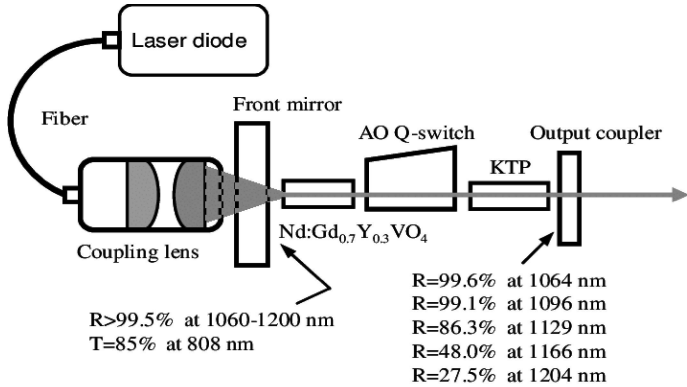 Laser diode
Fiber
Front mirror
AO Q-switch
Output coupler
KTP
Coupling lens
Nd:Gd₀.₇Y₀.₃VO₄
R>99.5% at 1060-1200 nm
T=85% at 808 nm
R=99.6% at 1064 nm
R=99.1% at 1096 nm
R=86.3% at 1129 nm
R=48.0% at 1166 nm
R=27.5% at 1204 nm